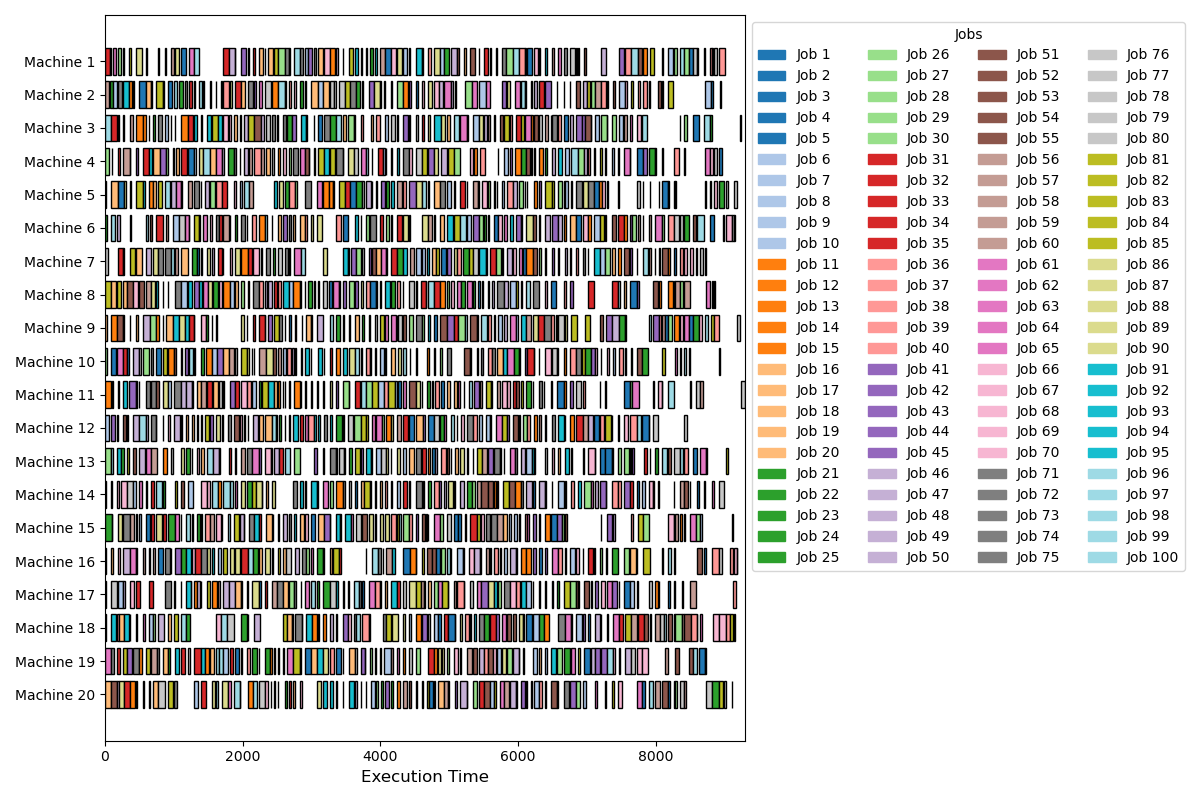 Machine 1
Machine 2
Machine 3
Machine 4
Machine 5
Machine 6
Machine 7
Machine 8
Machine 9
Machine 10
Machine 11
Machine 12
Machine 13
Machine 14
Machine 15
Machine 16
Machine 17
Machine 18
Machine 19
Machine 20
0 2000 4000 6000 8000
Execution Time
Jobs
Job 1 Job 26 Job 51 Job 76
Job 2 Job 27 Job 52 Job 77
Job 3 Job 28 Job 53 Job 78
Job 4 Job 29 Job 54 Job 79
Job 5 Job 30 Job 55 Job 80
Job 6 Job 31 Job 56 Job 81
Job 7 Job 32 Job 57 Job 82
Job 8 Job 33 Job 58 Job 83
Job 9 Job 34 Job 59 Job 84
Job 10 Job 35 Job 60 Job 85
Job 11 Job 36 Job 61 Job 86
Job 12 Job 37 Job 62 Job 87
Job 13 Job 38 Job 63 Job 88
Job 14 Job 39 Job 64 Job 89
Job 15 Job 40 Job 65 Job 90
Job 16 Job 41 Job 66 Job 91
Job 17 Job 42 Job 67 Job 92
Job 18 Job 43 Job 68 Job 93
Job 19 Job 44 Job 69 Job 94
Job 20 Job 45 Job 70 Job 95
Job 21 Job 46 Job 71 Job 96
Job 22 Job 47 Job 72 Job 97
Job 23 Job 48 Job 73 Job 98
Job 24 Job 49 Job 74 Job 99
Job 25 Job 50 Job 75 Job 100